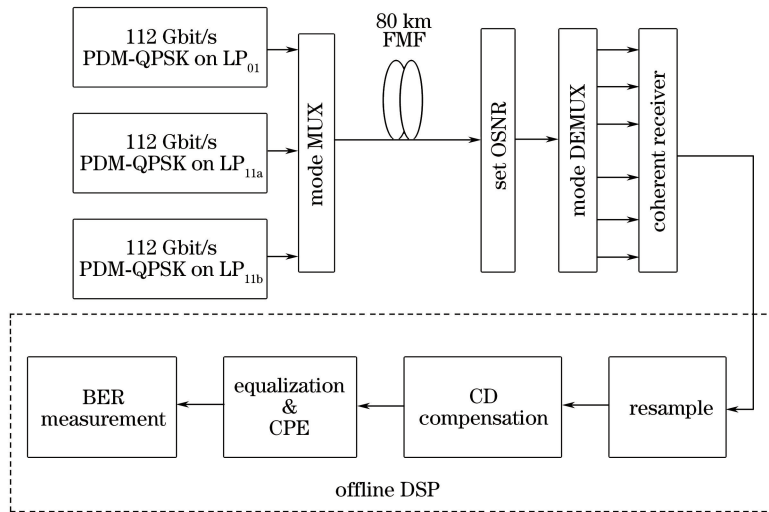 112 Gbit/s
PDM-QPSK on LP01
112 Gbit/s
PDM-QPSK on LP11a
112 Gbit/s
PDM-QPSK on LP11b
mode MUX
80 km
FMF
set OSNR
mode DEMUX
coherent receiver
BER
measurement
equalization
&
CPE
CD
compensation
resample
offline DSP